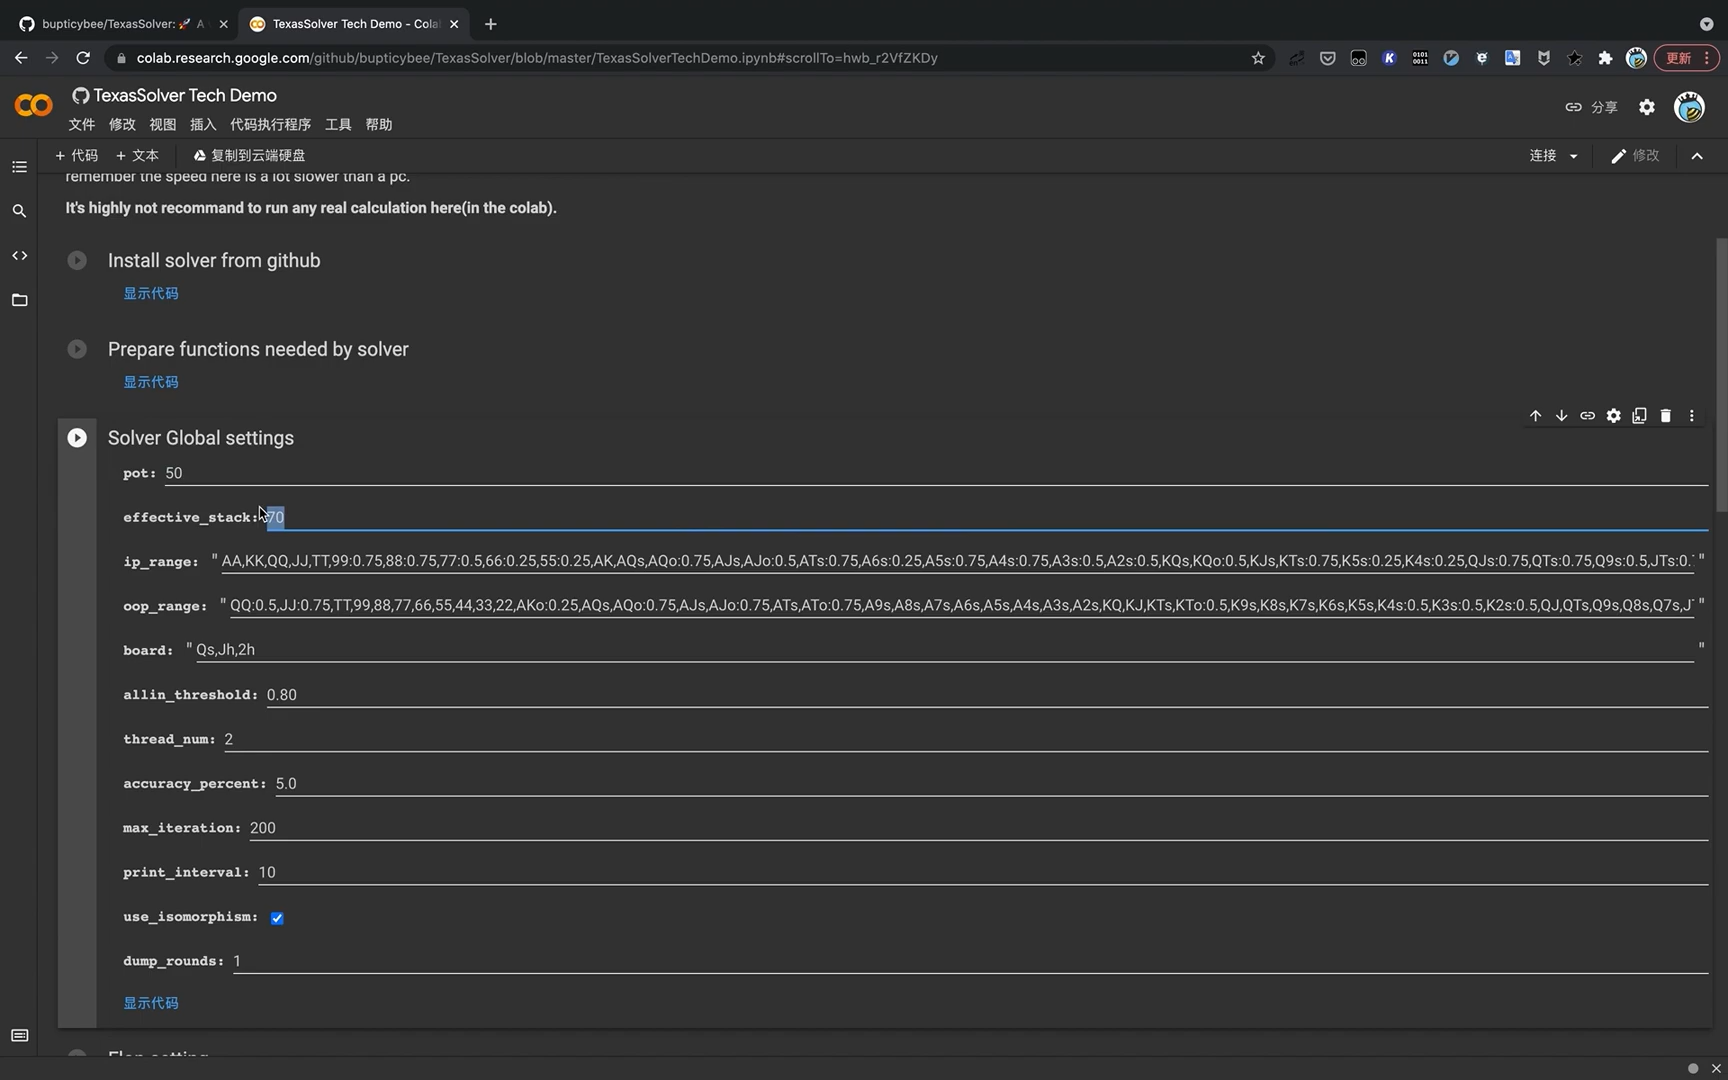 bupticybee/TexasSolver: 🚀 A
TexasSolver Tech Demo - Cola
colab.research.google.com/github/bupticybee/TexasSolver/blob/master/TexasSolverTechDemo.ipynb#scrollTo=hwb_r2VfZKDy
更新
TexasSolver Tech Demo
分享
文件 修改 视图 插入 代码执行程序 工具 帮助
+ 代码 + 文本 复制到云端硬盘
连接 修改
remember the speed here is a lot slower than a pc.
It's highly not recommand to run any real calculation here(in the colab).
Install solver from github
显示代码
Prepare functions needed by solver
显示代码
Solver Global settings
pot: 50
effective_stack: 70
ip_range: " AA,KK,QQ,JJ,TT,99:0.75,88:0.75,77:0.5,66:0.25,55:0.25,AK,AQs,AQo:0.75,AJs,AJo:0.5,ATs:0.75,A6s:0.25,A5s:0.75,A4s:0.75,A3s:0.5,A2s:0.5,KQs,KQo:0.5,KJs,KTs:0.75,K5s:0.25,K4s:0.25,QJs:0.75,QTs:0.75,Q9s:0.5,JTs:0. "
oop_range: " QQ:0.5,JJ:0.75,TT,99,88,77,66,55,44,33,22,AKo:0.25,AQs,AQo:0.75,AJs,AJo:0.75,ATs,ATo:0.75,A9s,A8s,A7s,A6s,A5s,A4s,A3s,A2s,KQ,KJ,KTs,KTo:0.5,K9s,K8s,K7s,K6s,K5s,K4s:0.5,K3s:0.5,K2s:0.5,QJ,QTs,Q9s,Q8s,Q7s,J "
board: " Qs,Jh,2h "
allin_threshold: 0.80
thread_num: 2
accuracy_percent: 5.0
max_iteration: 200
print_interval: 10
use_isomorphism:
dump_rounds: 1
显示代码